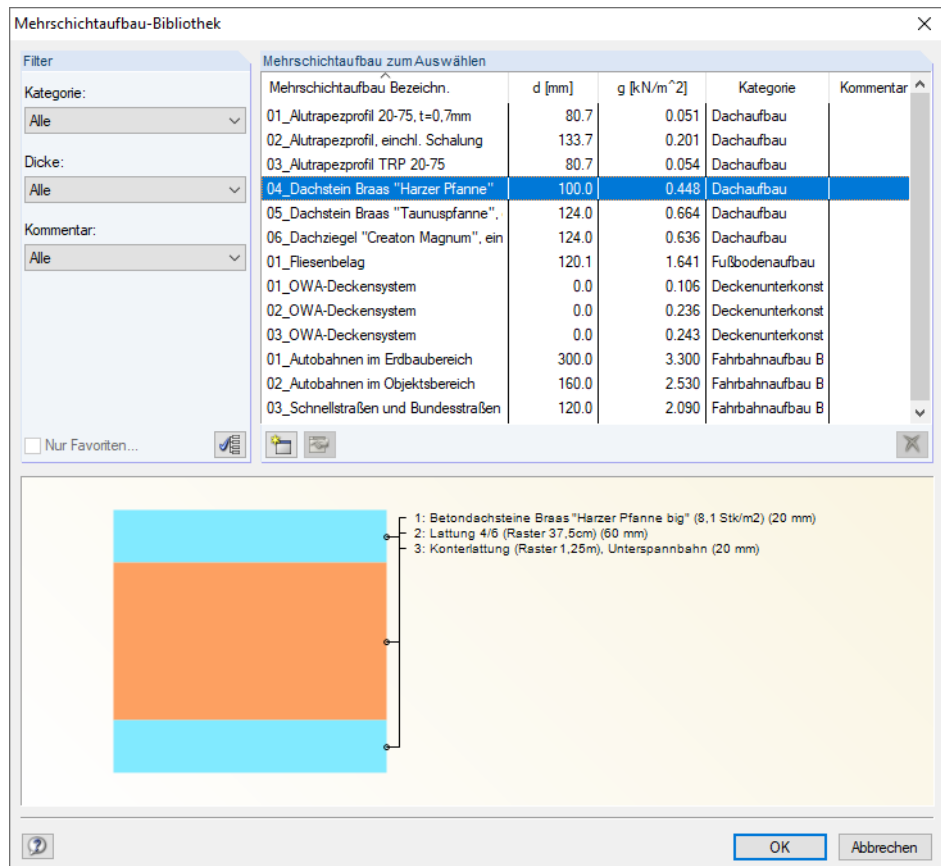 Mehrschichtaufbau-Bibliothek
Filter
Kategorie:
Alle
Dicke:
Alle
Kommentar:
Alle
Nur Favoriten...
Mehrschichtaufbau zum Auswählen
Mehrschichtaufbau Bezeichn. d [mm] g [kN/m^2] Kategorie Kommentar
01_Alutrapezprofil 20-75, t=0,7mm 80.7 0.051 Dachaufbau
02_Alutrapezprofil, einchl. Schalung 133.7 0.201 Dachaufbau
03_Alutrapezprofil TRP 20-75 80.7 0.054 Dachaufbau
04_Dachstein Braas "Harzer Pfanne" 100.0 0.448 Dachaufbau
05_Dachstein Braas "Taunuspfanne", 124.0 0.664 Dachaufbau
06_Dachziegel "Creaton Magnum", ein 124.0 0.636 Dachaufbau
01_Fliesenbelag 120.1 1.641 Fußbodenaufbau
01_OWA-Deckensystem 0.0 0.106 Deckenunterkonst
02_OWA-Deckensystem 0.0 0.236 Deckenunterkonst
03_OWA-Deckensystem 0.0 0.243 Deckenunterkonst
01_Autobahnen im Erdbaubereich 300.0 3.300 Fahrbahnaufbau B
02_Autobahnen im Objektsbereich 160.0 2.530 Fahrbahnaufbau B
03_Schnellstraßen und Bundesstraßen 120.0 2.090 Fahrbahnaufbau B
1: Betondachsteine Braas "Harzer Pfanne big" (8,1 Stk/m2) (20 mm)
2: Lattung 4/6 (Raster 37,5cm) (60 mm)
3: Konterlattung (Raster 1,25m), Unterspannbahn (20 mm)
OK
Abbrechen